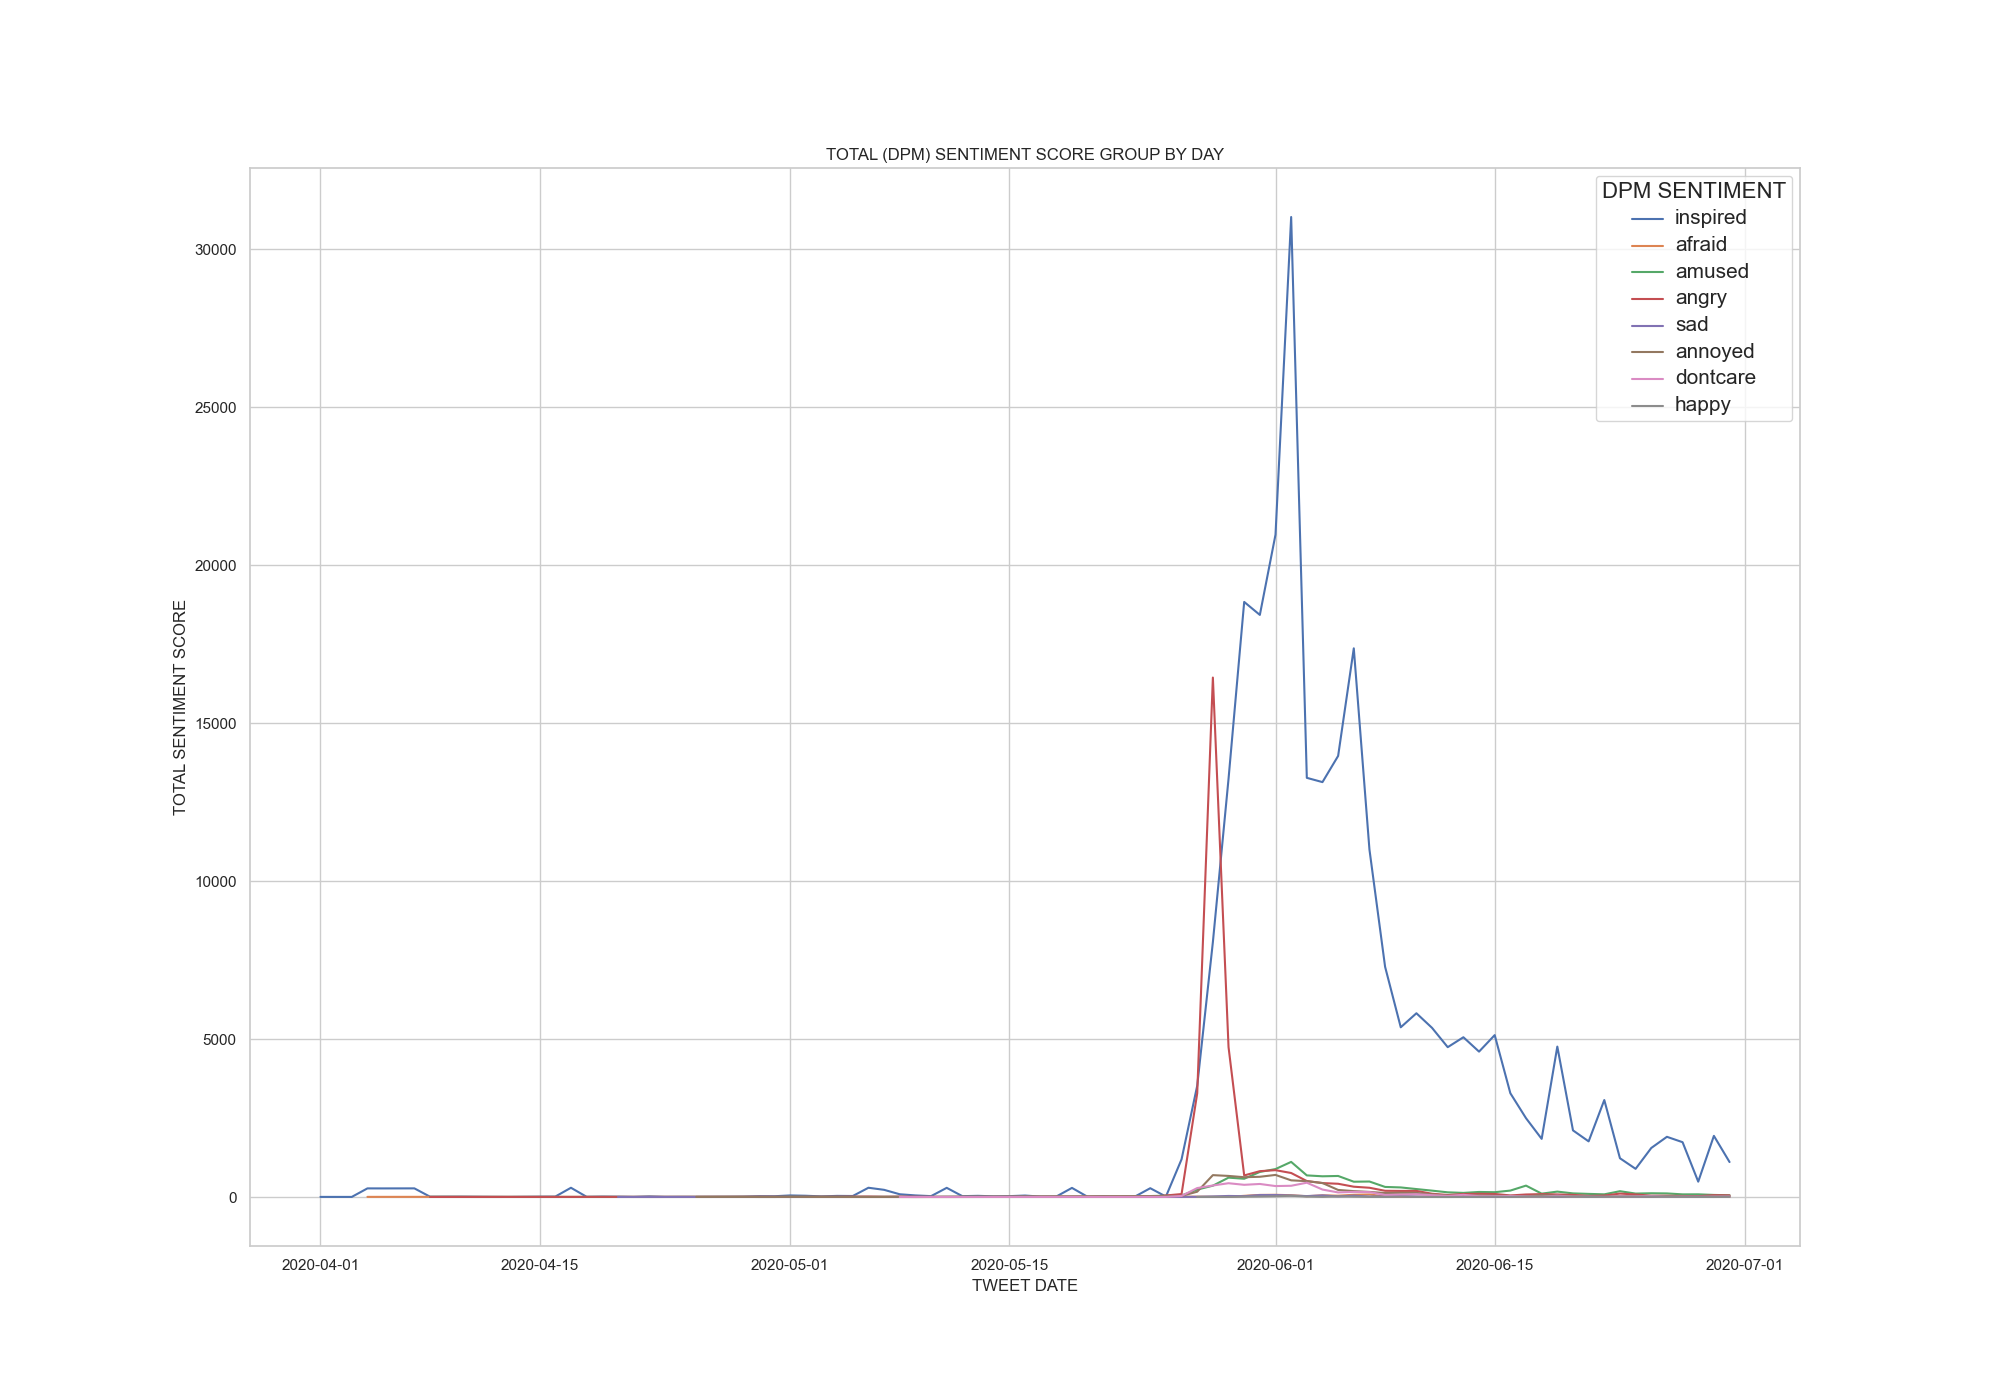 TOTAL (DPM) SENTIMENT SCORE GROUP BY DAY
DPM SENTIMENT
inspired
afraid
amused
angry
sad
annoyed
dontcare
happy
30000
25000
20000
15000
10000
5000
0
TOTAL SENTIMENT SCORE
2020-04-01 2020-04-15 2020-05-01 2020-05-15 2020-06-01 2020-06-15 2020-07-01
TWEET DATE